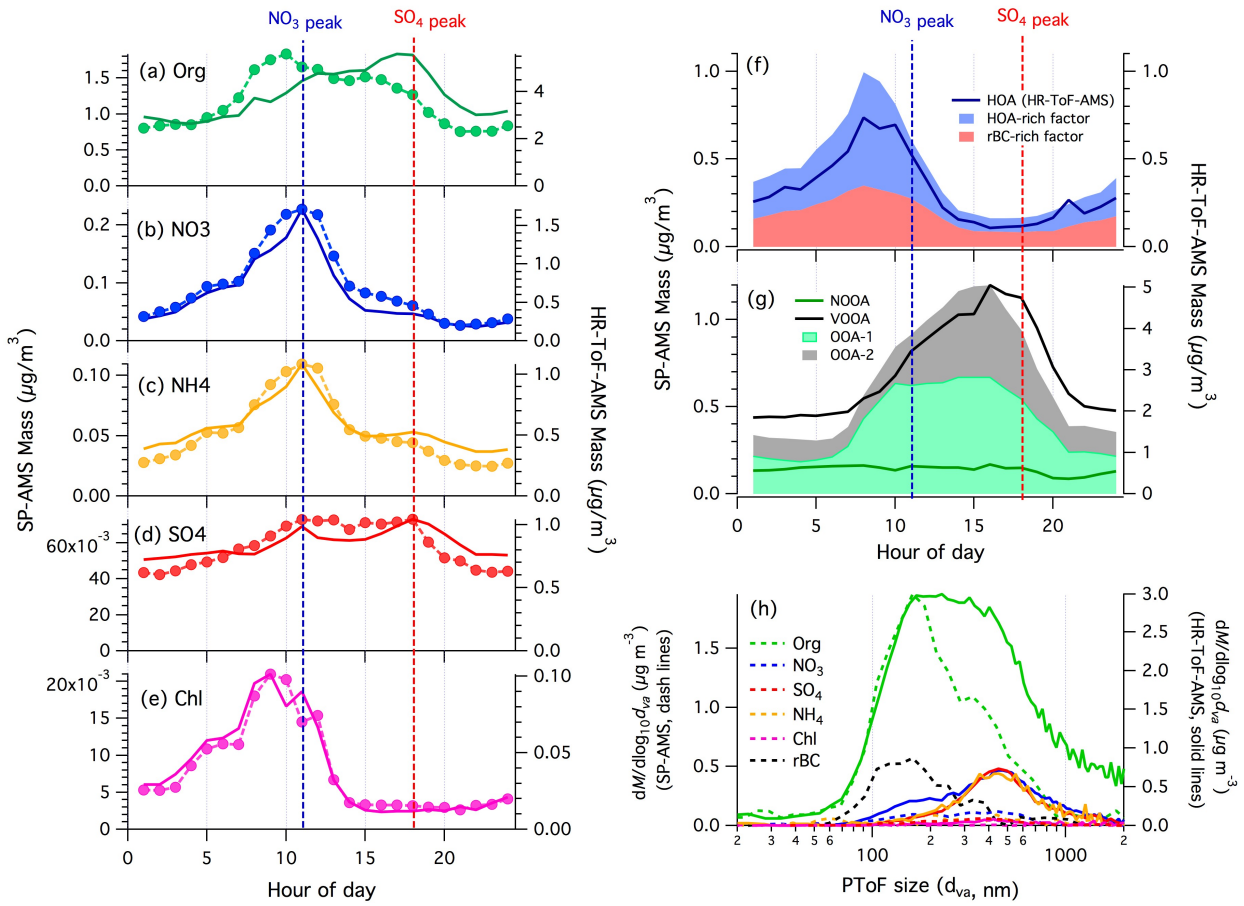 NO3 peak
SO4 peak
NO3 peak
SO4 peak
(a) Org
1.5
1.0
0.5
0.0
4
2
0
(b) NO3
0.2
0.1
0.0
1.5
1.0
0.5
0.0
(c) NH4
0.10
0.05
0.00
1.0
0.5
0.0
(d) SO4
60x10-3
40
20
0
1.0
0.5
0.0
(e) Chl
20x10-3
15
10
5
0
0.10
0.05
0.00
0
5
10
15
20
Hour of day
SP-AMS Mass (µg/m3)
HR-ToF-AMS Mass (µg/m3)
(f)
1.0
0.5
0.0
1.0
0.5
0.0
HOA (HR-ToF-AMS)
HOA-rich factor
rBC-rich factor
(g)
1.0
0.5
0.0
5
4
3
2
1
0
NOOA
VOOA
OOA-1
OOA-2
0
5
10
15
20
Hour of day
SP-AMS Mass (µg/m3)
HR-ToF-AMS Mass (µg/m3)
(h)
1.5
1.0
0.5
0.0
3.0
2.5
2.0
1.5
1.0
0.5
0.0
Org
NO3
SO4
NH4
Chl
rBC
2 3 4 5 6 100 2 3 4 5 6 1000 2
PToF size (dva, nm)
dM/dlog10dva (µg m-3)
(SP-AMS, dash lines)
dM/dlog10dva (µg m-3)
(HR-ToF-AMS, solid lines)